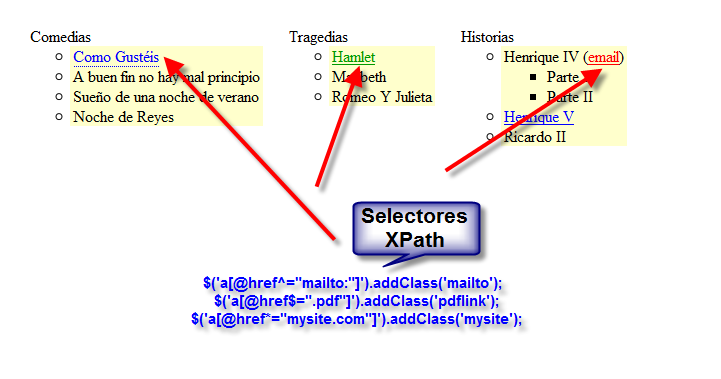 Comedias
Como Gustéis
A buen fin no hay mal principio
Sueño de una noche de verano
Noche de Reyes
Tragedias
Hamlet
Macbeth
Romeo Y Julieta
Historias
Henrique IV (email)
Parte I
Parte II
Henrique V
Ricardo II
Selectores
XPath
$('a[@href^="mailto:"]').addClass('mailto');
$('a[@href$=".pdf"]').addClass('pdflink');
$('a[@href*="mysite.com"]').addClass('mysite');